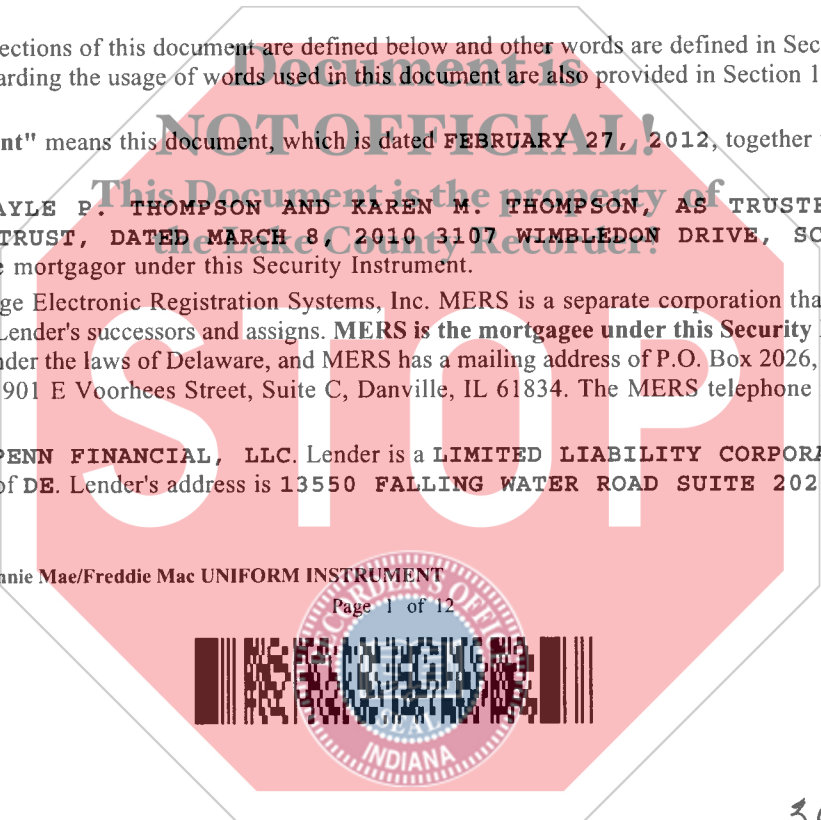 ections of this document are defined below and other words are defined in Sec
arding the usage of words used in this document are also provided in Section 1
Document is
NOT OFFICIAL!
nt" means this document, which is dated FEBRUARY 27, 2012, together
This Document is the property of
AYLE P. THOMPSON AND KAREN M. THOMPSON, AS TRUSTE
TRUST, DATED MARCH 8, 2010 3107 WIMBLEDON DRIVE, SC
the Lake County Recorder!
e mortgagor under this Security Instrument.
ge Electronic Registration Systems, Inc. MERS is a separate corporation tha
Lender's successors and assigns. MERS is the mortgagee under this Security
nder the laws of Delaware, and MERS has a mailing address of P.O. Box 2026,
901 E Voorhees Street, Suite C, Danville, IL 61834. The MERS telephone
STOP
PENN FINANCIAL, LLC. Lender is a LIMITED LIABILITY CORPORA
of DE. Lender's address is 13550 FALLING WATER ROAD SUITE 202
nnie Mae/Freddie Mac UNIFORM INSTRUMENT
Page 1 of 12
RECORDER'S OFFICE
SEAL
INDIANA